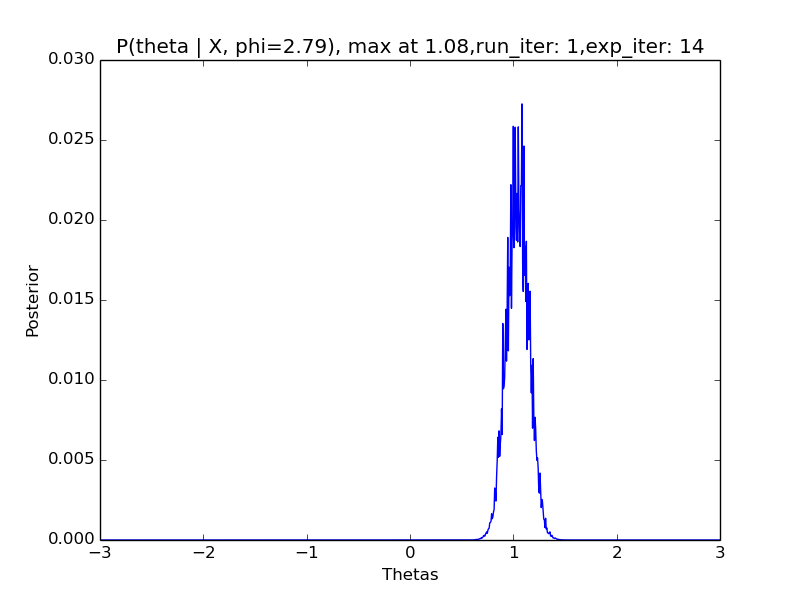 P(theta | X, phi=2.79), max at 1.08,run_iter: 1,exp_iter: 14
0.030
0.025
0.020
0.015
0.010
0.005
0.000
Posterior
−3 −2 −1 0 1 2 3
Thetas